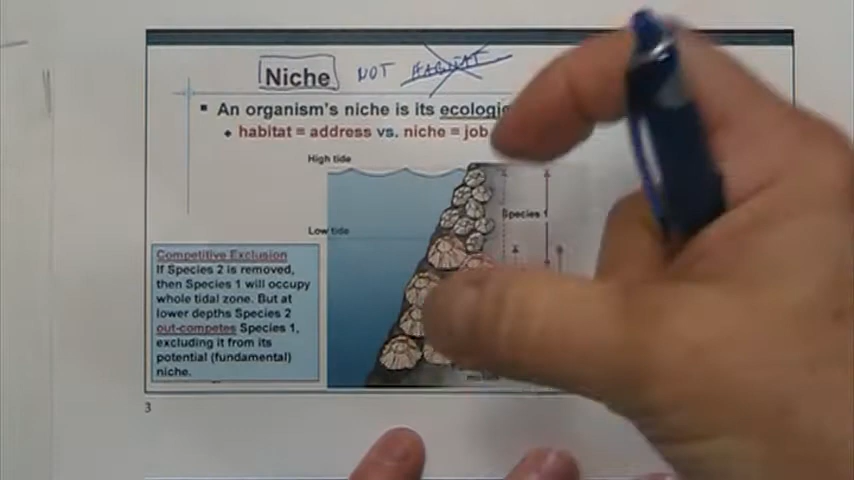 Niche NOT HABITAT
An organism's niche is its
habitat = address vs. niche = job
High tide
Species 1
Low tide
Competitive Exclusion
If Species 2 is removed,
then Species 1 will occupy
whole tidal zone. But at
lower depths Species 2
out-competes Species 1,
excluding it from its
potential (fundamental)
niche.
3